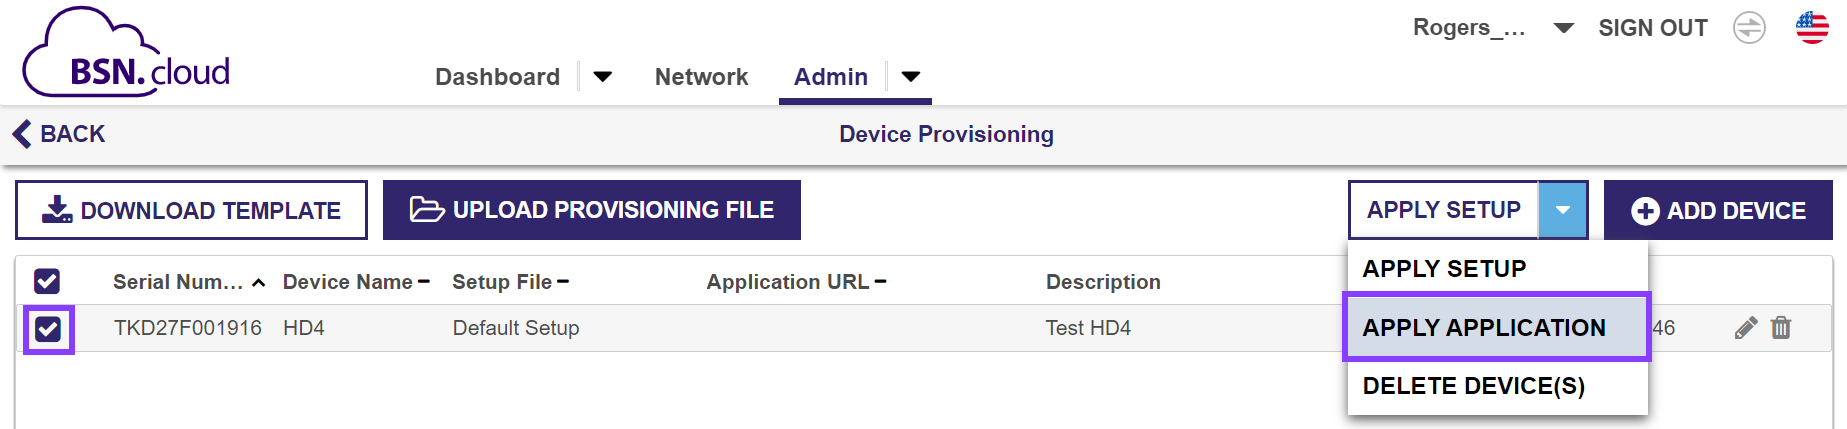 Rogers_... SIGN OUT
BSN.cloud
Dashboard Network Admin
BACK Device Provisioning
DOWNLOAD TEMPLATE UPLOAD PROVISIONING FILE APPLY SETUP ADD DEVICE
Serial Num... Device Name Setup File Application URL Description
TKD27F001916 HD4 Default Setup Test HD4 46
APPLY SETUP
APPLY APPLICATION
DELETE DEVICE(S)